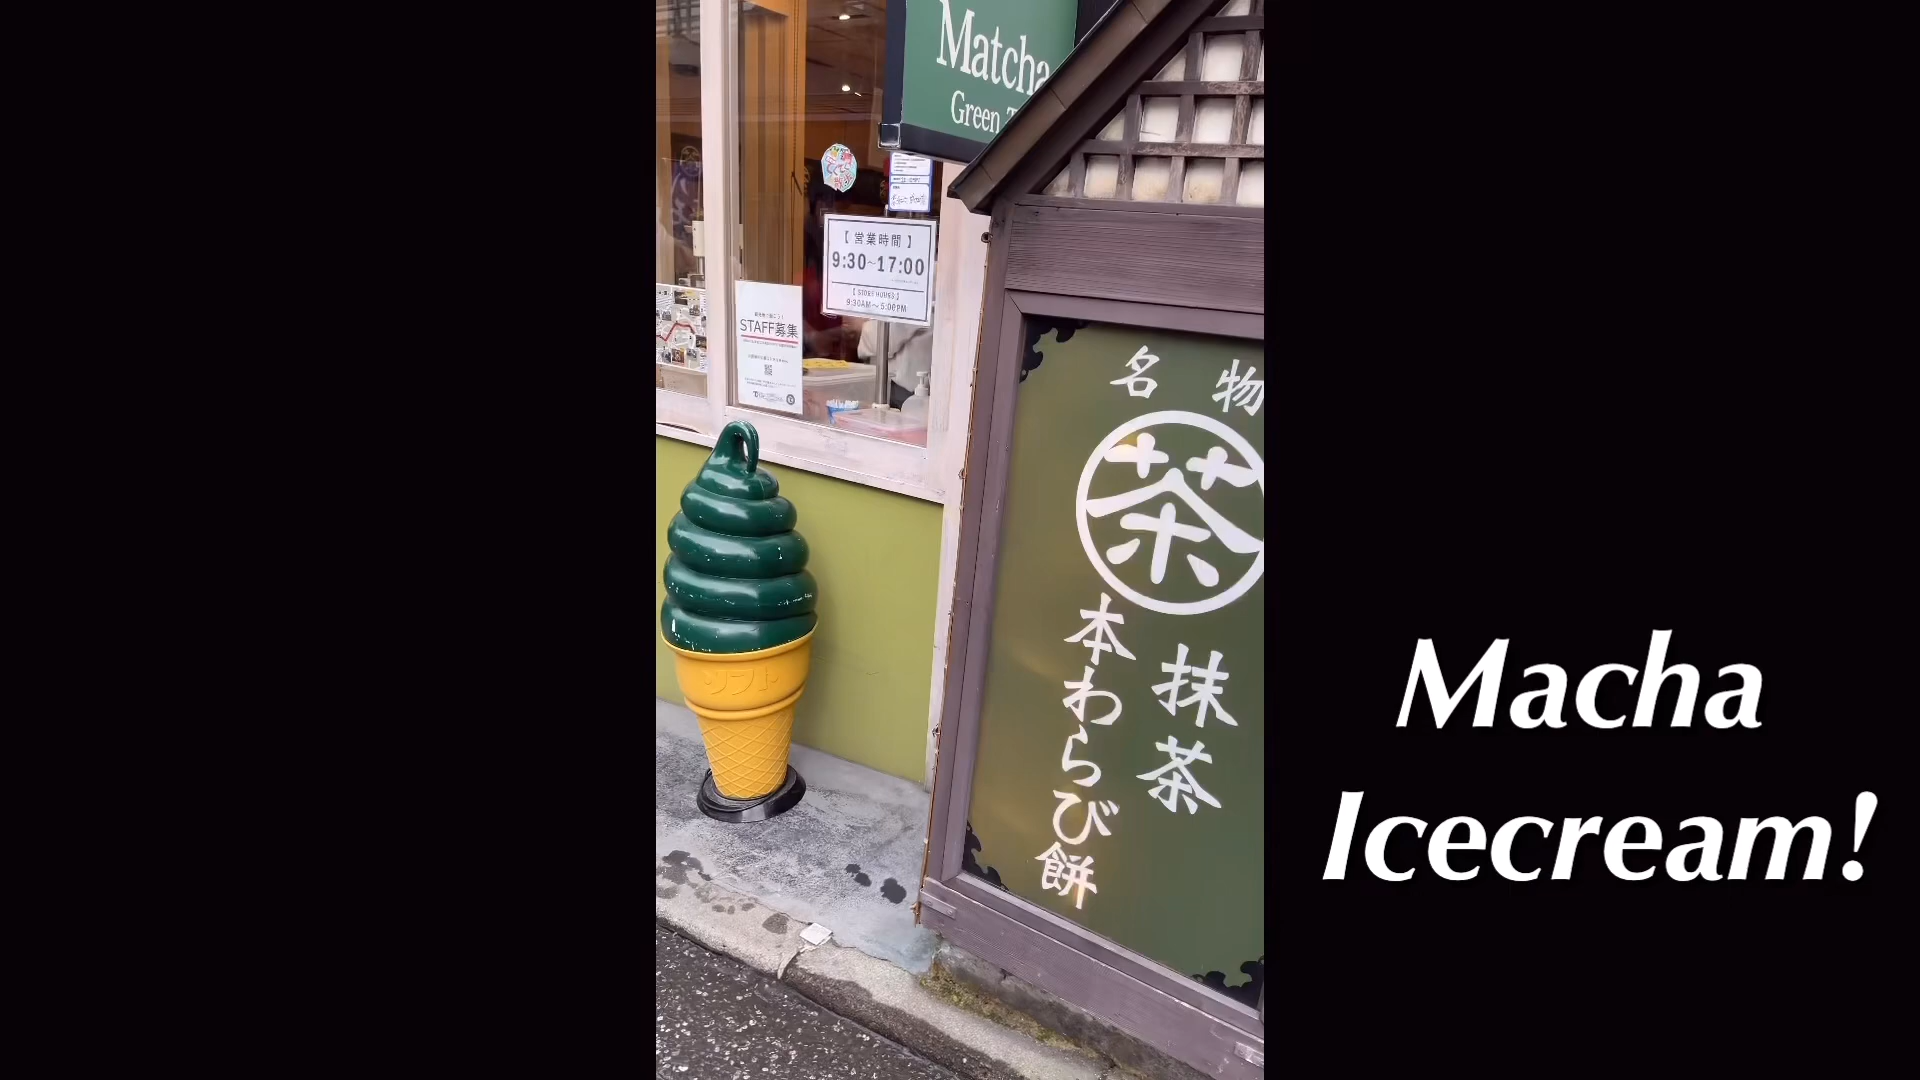 Matcha
Green
【 営業時間 】
9:30~17:00
【 STORE HOURS 】
9:30AM～5:00PM
STAFF募集
名物
茶
抹茶
本わらび餅
ソフト
Macha
Icecream!